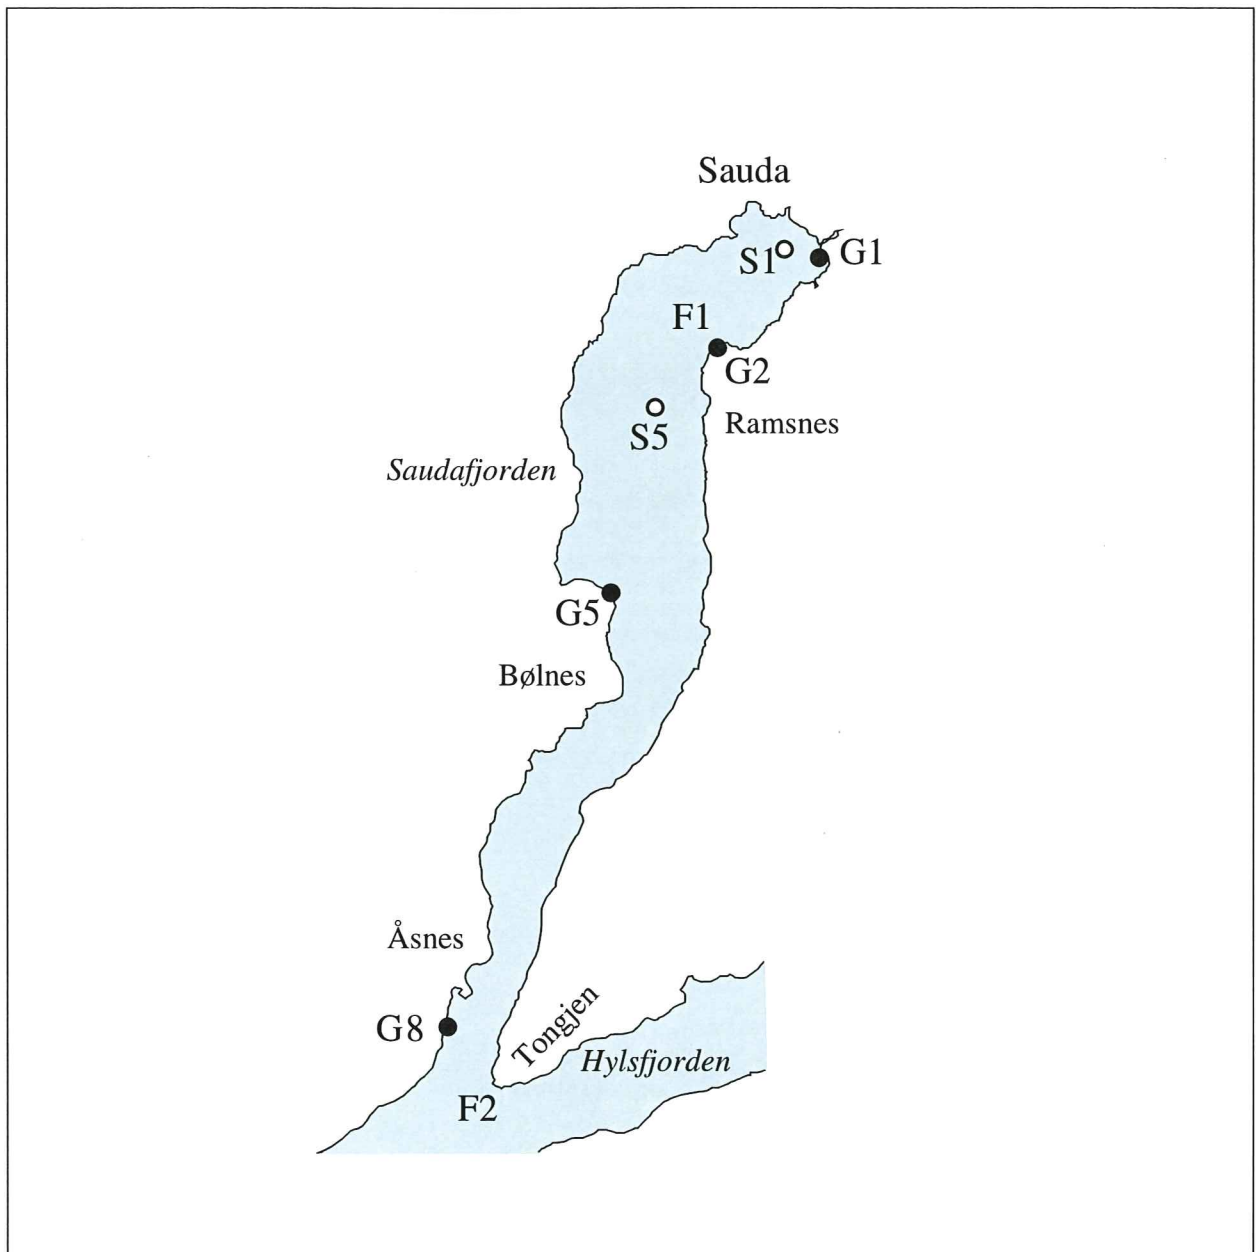 Sauda
S1
G1
F1
G2
Ramsnes
S5
Saudafjorden
G5
Bølnes
Åsnes
G8
Tongjen
Hylsfjorden
F2